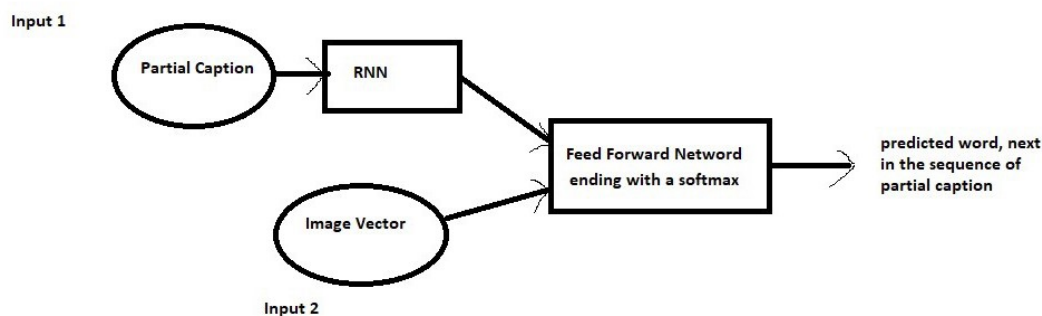 Input 1
Partial Caption
RNN
Feed Forward Netword
ending with a softmax
predicted word, next
in the sequence of
partial caption
Image Vector
Input 2